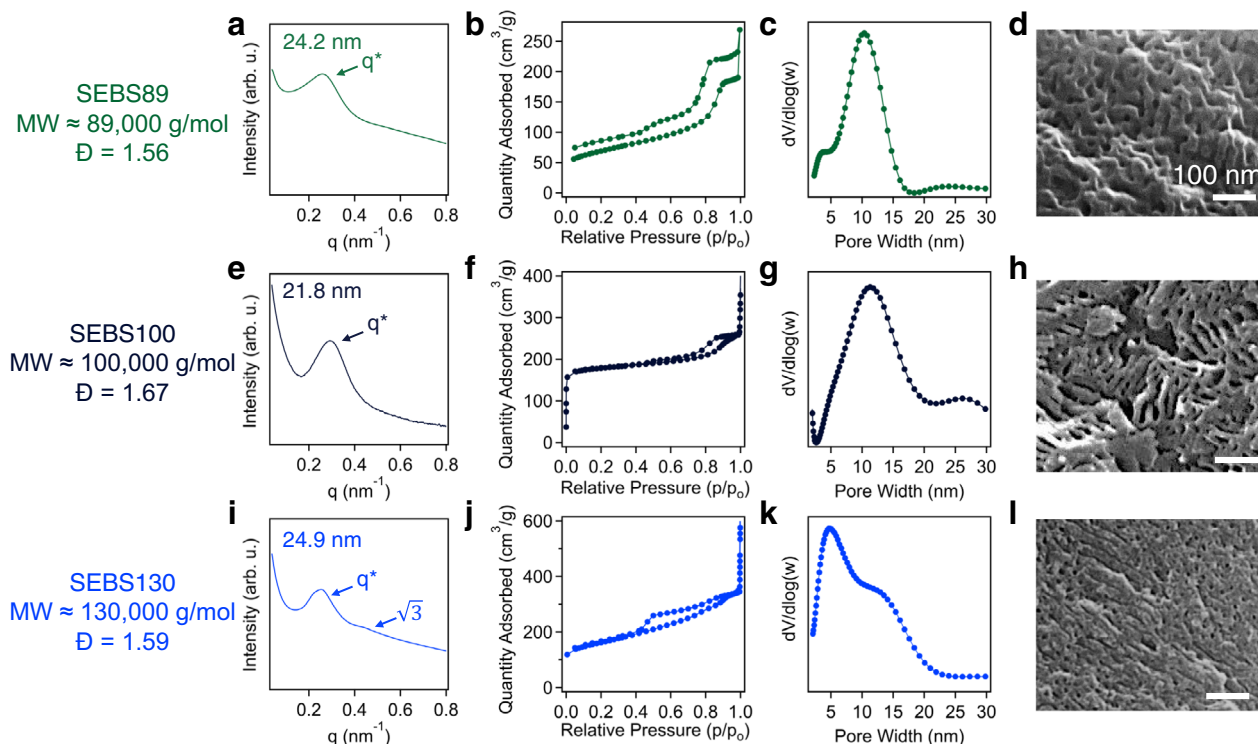 a
24.2 nm
q*
Intensity (arb. u.)
0.2 0.4 0.6 0.8
q (nm⁻¹)
b
Quantity Adsorbed (cm³/g)
250
200
150
100
50
0
0.0 0.2 0.4 0.6 0.8 1.0
Relative Pressure (p/pₒ)
c
dV/dlog(w)
5 10 15 20 25 30
Pore Width (nm)
d
100 nm
SEBS89
MW ≈ 89,000 g/mol
Đ = 1.56
e
21.8 nm
q*
Intensity (arb. u.)
0.2 0.4 0.6 0.8
q (nm⁻¹)
f
Quantity Adsorbed (cm³/g)
400
300
200
100
0
0.0 0.2 0.4 0.6 0.8 1.0
Relative Pressure (p/pₒ)
g
dV/dlog(w)
5 10 15 20 25 30
Pore Width (nm)
h
SEBS100
MW ≈ 100,000 g/mol
Đ = 1.67
i
24.9 nm
q*
√3
Intensity (arb. u.)
0.2 0.4 0.6 0.8
q (nm⁻¹)
j
Quantity Adsorbed (cm³/g)
600
400
200
0
0.0 0.2 0.4 0.6 0.8 1.0
Relative Pressure (p/pₒ)
k
dV/dlog(w)
5 10 15 20 25 30
Pore Width (nm)
l
SEBS130
MW ≈ 130,000 g/mol
Đ = 1.59